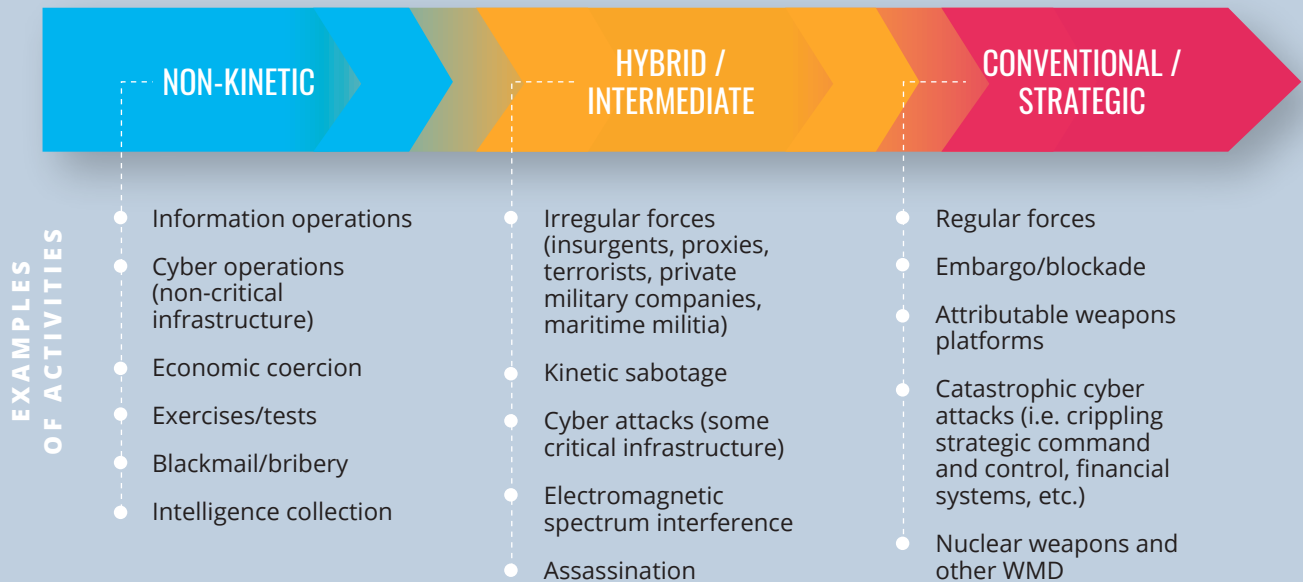 NON-KINETIC
HYBRID /
INTERMEDIATE
CONVENTIONAL /
STRATEGIC
EXAMPLES
OF ACTIVITIES
Information operations
Cyber operations
(non-critical
infrastructure)
Economic coercion
Exercises/tests
Blackmail/bribery
Intelligence collection
Irregular forces
(insurgents, proxies,
terrorists, private
military companies,
maritime militia)
Kinetic sabotage
Cyber attacks (some
critical infrastructure)
Electromagnetic
spectrum interference
Assassination
Regular forces
Embargo/blockade
Attributable weapons
platforms
Catastrophic cyber
attacks (i.e. crippling
strategic command
and control, financial
systems, etc.)
Nuclear weapons and
other WMD